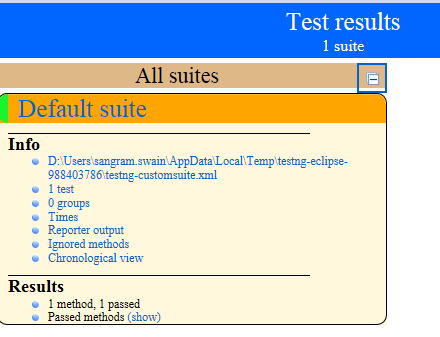 Test results
1 suite
All suites
Default suite
Info
D:\Users\sangram.swain\AppData\Local\Temp\testng-eclipse-
988403786\testng-customsuite.xml
1 test
0 groups
Times
Reporter output
Ignored methods
Chronological view
Results
1 method, 1 passed
Passed methods (show)